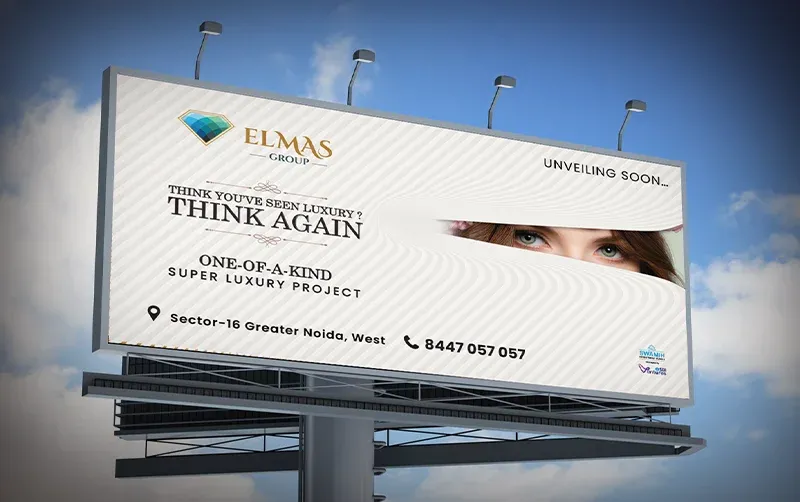 ELMAS
GROUP
UNVEILING SOON...
THINK YOU'VE SEEN LUXURY ?
THINK AGAIN
ONE-OF-A-KIND
SUPER LUXURY PROJECT
Sector-16 Greater Noida, West
8447 057 057
SWAMIH